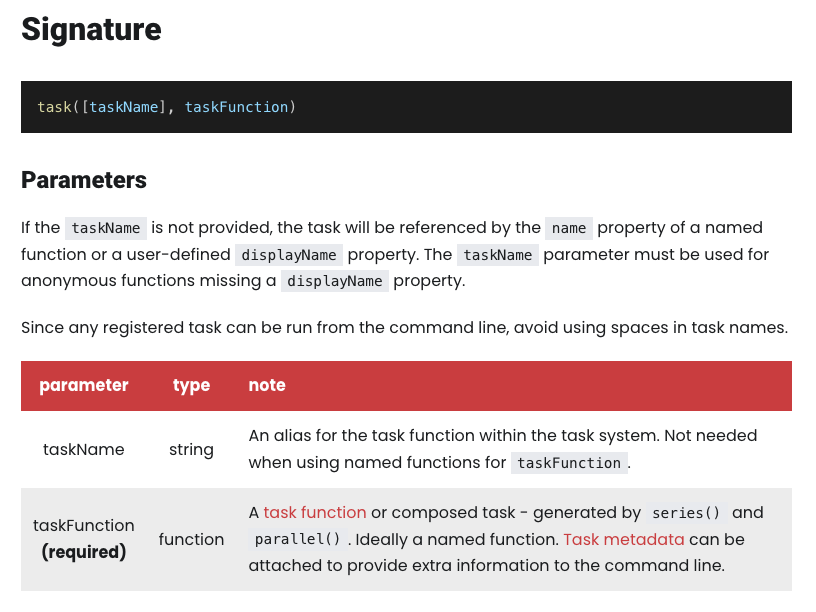 Signature
task([taskName], taskFunction)
Parameters
If the taskName is not provided, the task will be referenced by the name property of a named
function or a user-defined displayName property. The taskName parameter must be used for
anonymous functions missing a displayName property.
Since any registered task can be run from the command line, avoid using spaces in task names.
parameter type note
taskName string An alias for the task function within the task system. Not needed
when using named functions for taskFunction.
taskFunction (required) function A task function or composed task - generated by series() and
parallel(). Ideally a named function. Task metadata can be
attached to provide extra information to the command line.